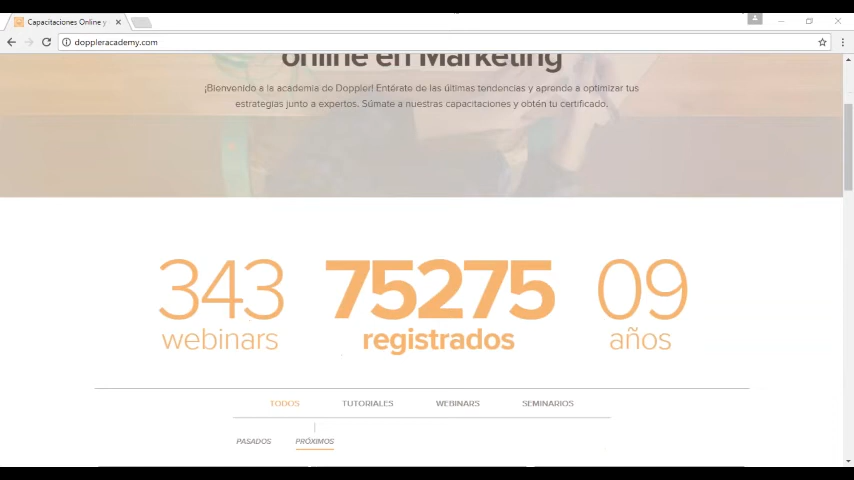 Capacitaciones Online y
doppleracademy.com
online en Marketing
¡Bienvenido a la academia de Doppler! Entérate de las últimas tendencias y aprende a optimizar tus
estrategias junto a expertos. Súmate a nuestras capacitaciones y obtén tu certificado.
343 75275 09
webinars registrados años
TODOS TUTORIALES WEBINARS SEMINARIOS
PASADOS PRÓXIMOS